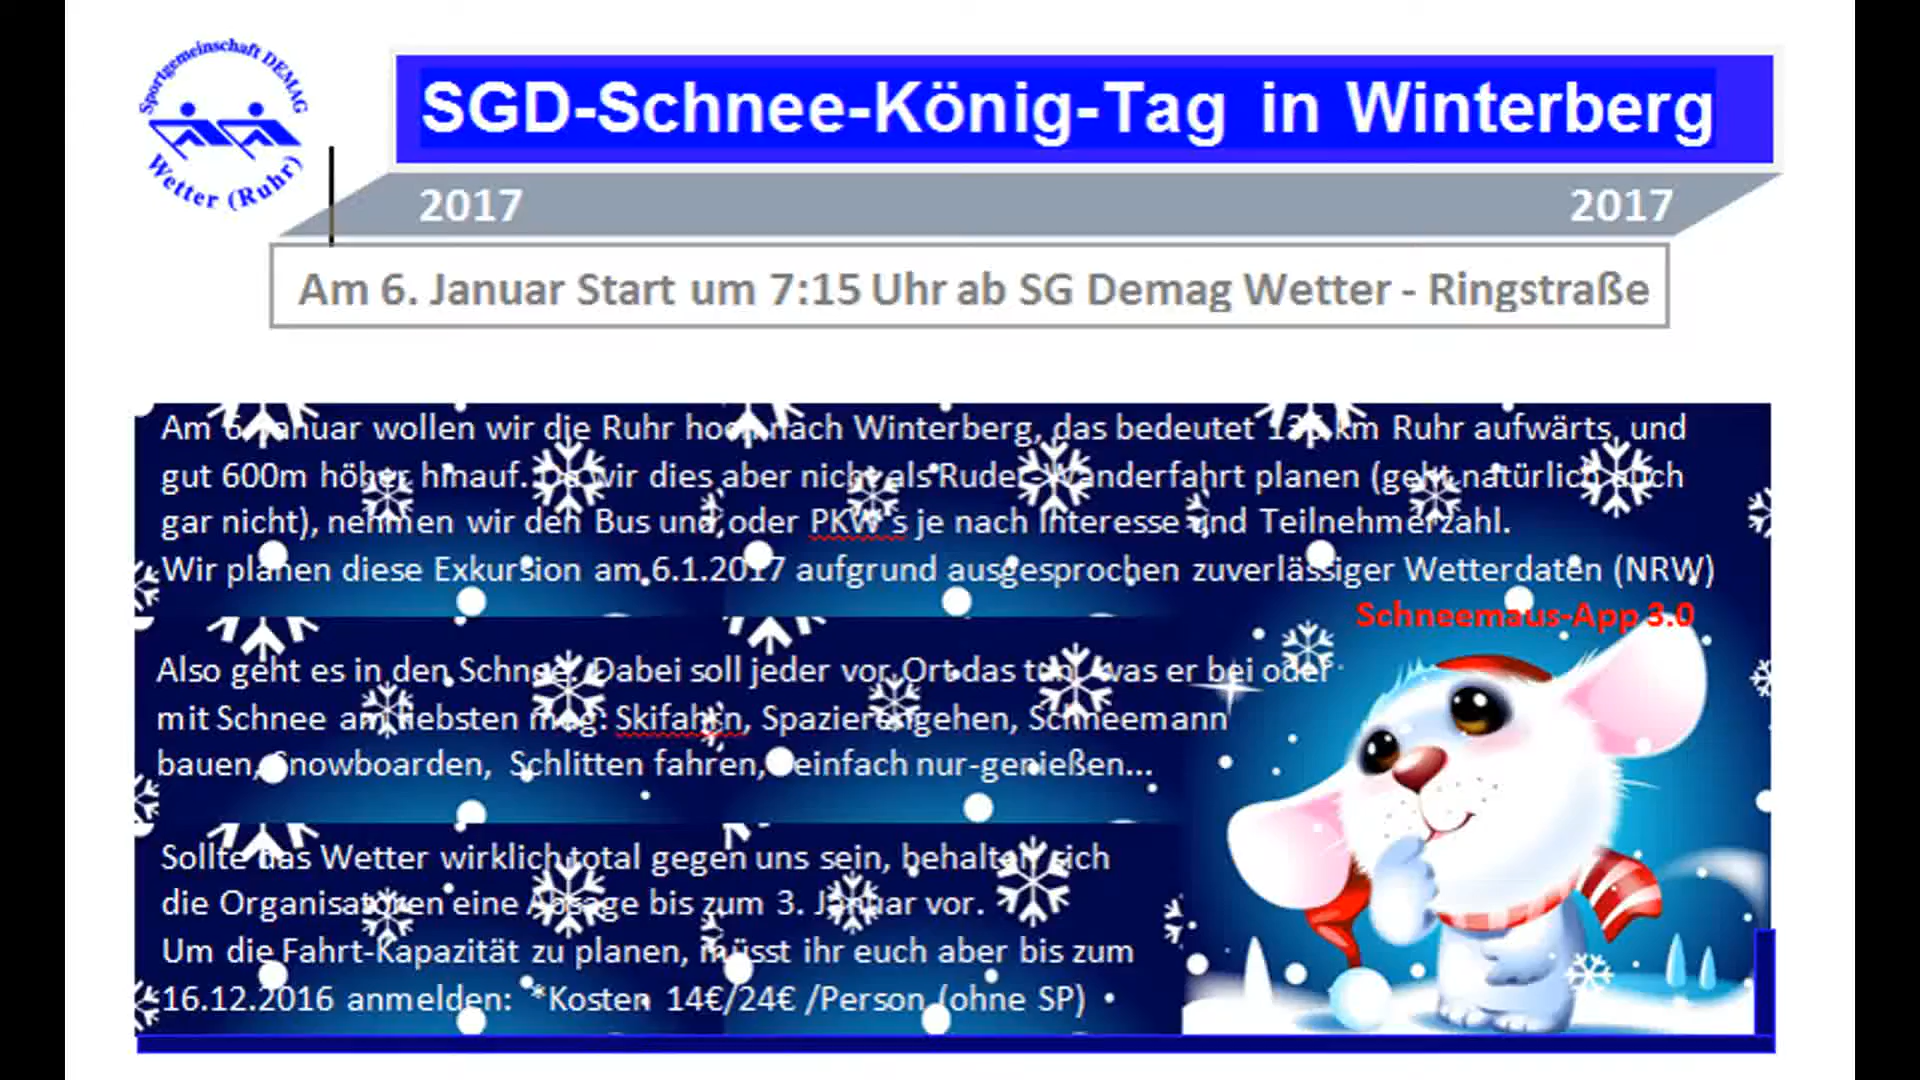 Sportgemeinschaft DEMAG
Wetter (Ruhr)
SGD-Schnee-König-Tag in Winterberg
2017 2017
Am 6. Januar Start um 7:15 Uhr ab SG Demag Wetter - Ringstraße
Am 6. Januar wollen wir die Ruhr hoch nach Winterberg, das bedeutet km Ruhr aufwärts, und
gut 600m höher hinauf. Da wir dies aber nicht als Ruder-Wanderfahrt planen (geht natürlich auch
gar nicht), nehmen wir den Bus und/oder PKW's je nach Interesse und Teilnehmerzahl.
Wir planen diese Exkursion am 6.1.2017 aufgrund ausgesprochen zuverlässiger Wetterdaten (NRW)
Schneemaus-App 3.0
Also geht es in den Schnee. Dabei soll jeder vor Ort das tun, was er bei oder
mit Schnee am liebsten mag: Skifahrn, Spazierengehen, Schneemann
bauen, Snowboarden, Schlitten fahren, einfach nur-genießen...
Sollte das Wetter wirklich total gegen uns sein, behalten sich
die Organisatoren eine Absage bis zum 3. Januar vor.
Um die Fahrt-Kapazität zu planen, müsst ihr euch aber bis zum
16.12.2016 anmelden: *Kosten 14€/24€ /Person (ohne SP)